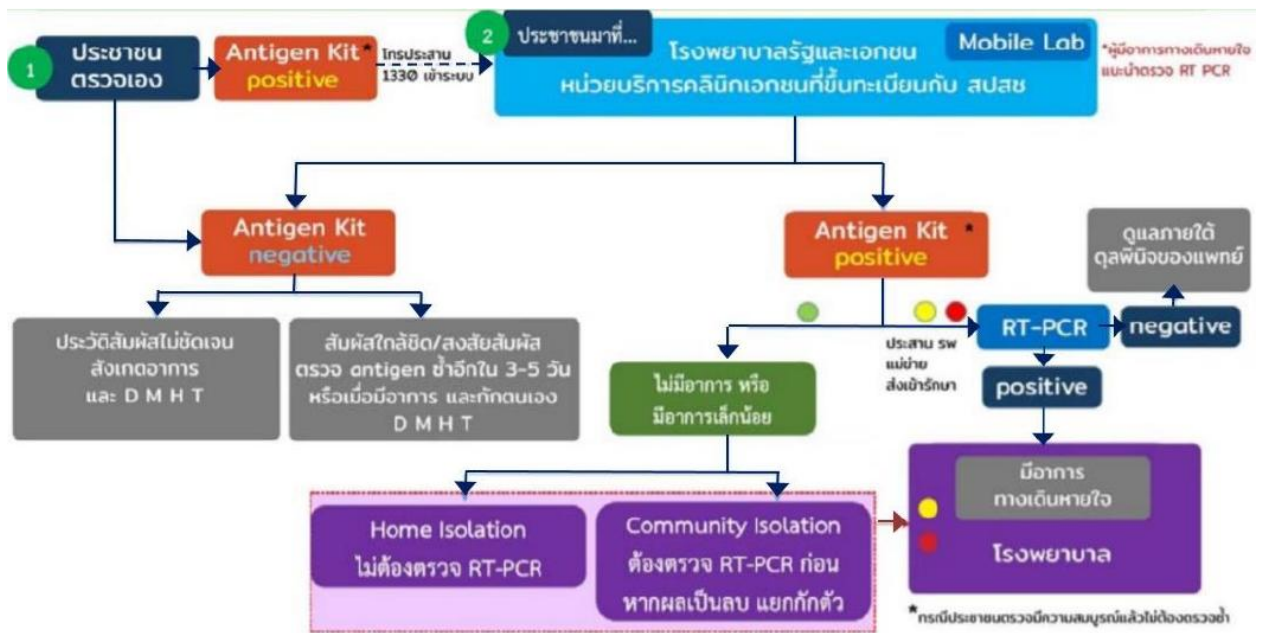 1
ประชาชน
ตรวจเอง
Antigen Kit*
positive
โทรประสาน
1330 เข้าระบบ
2
ประชาชนมาที่...
โรงพยาบาลรัฐและเอกชน
Mobile Lab
หน่วยบริการคลินิกเอกชนที่ขึ้นทะเบียนกับ สปสช
*ผู้มีอาการทางเดินหายใจ
แนะนำตรวจ RT PCR
Antigen Kit
negative
Antigen Kit *
positive
ดูแลภายใต้
ดุลพินิจของแพทย์
ประวัติสัมผัสไม่ชัดเจน
สังเกตอาการ
และ D M H T
สัมผัสใกล้ชิด/สงสัยสัมผัส
ตรวจ antigen ซ้ำอีกใน 3-5 วัน
หรือเมื่อมีอาการ และกักตนเอง
D M H T
ประสาน รพ
แม่ข่าย
ส่งเข้ารักษา
RT-PCR
negative
positive
ไม่มีอาการ หรือ
มีอาการเล็กน้อย
Home Isolation
ไม่ต้องตรวจ RT-PCR
Community Isolation
ต้องตรวจ RT-PCR ก่อน
หากผลเป็นลบ แยกกักตัว
มีอาการ
ทางเดินหายใจ
โรงพยาบาล
*กรณีประชาชนตรวจมีความสมบูรณ์แล้วไม่ต้องตรวจซ้ำ